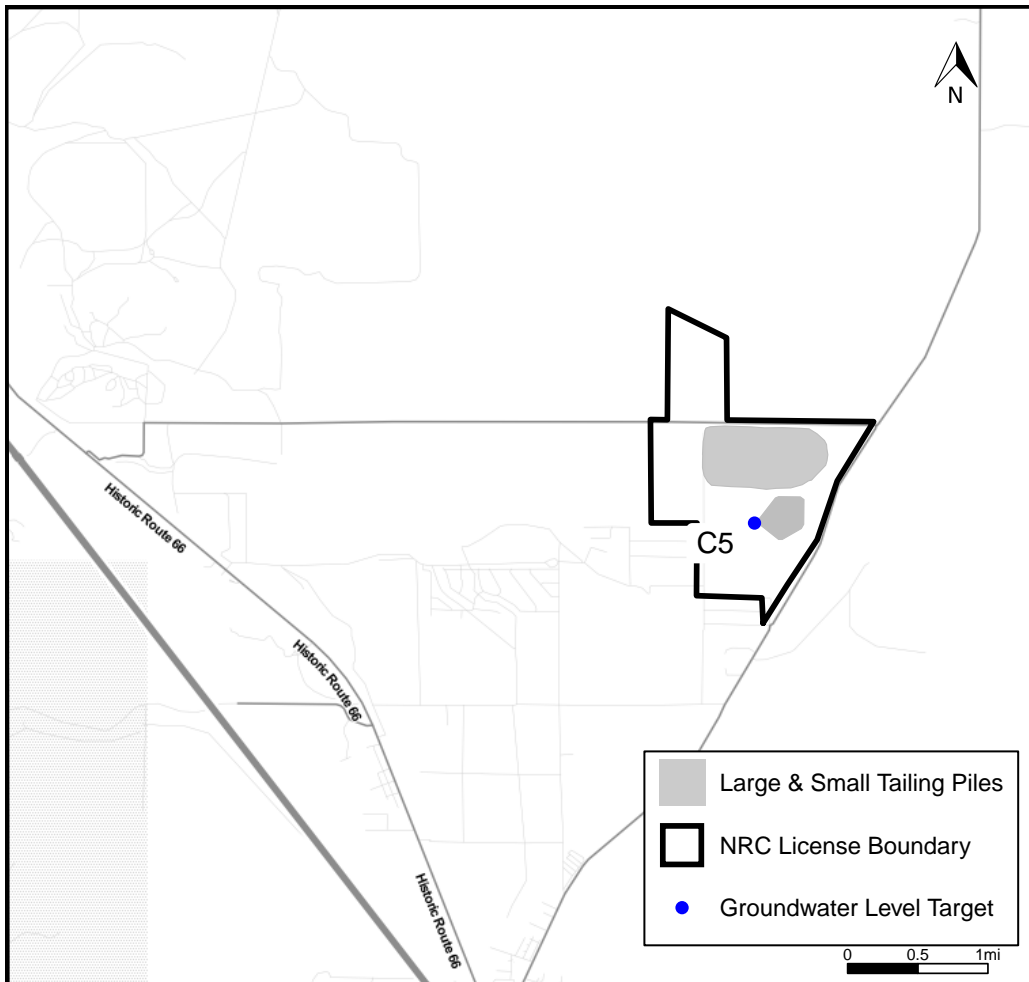 N
Historic Route 66
C5
Historic Route 66
Large & Small Tailing Piles
NRC License Boundary
Historic Route 66
Groundwater Level Target
0 0.5 1mi